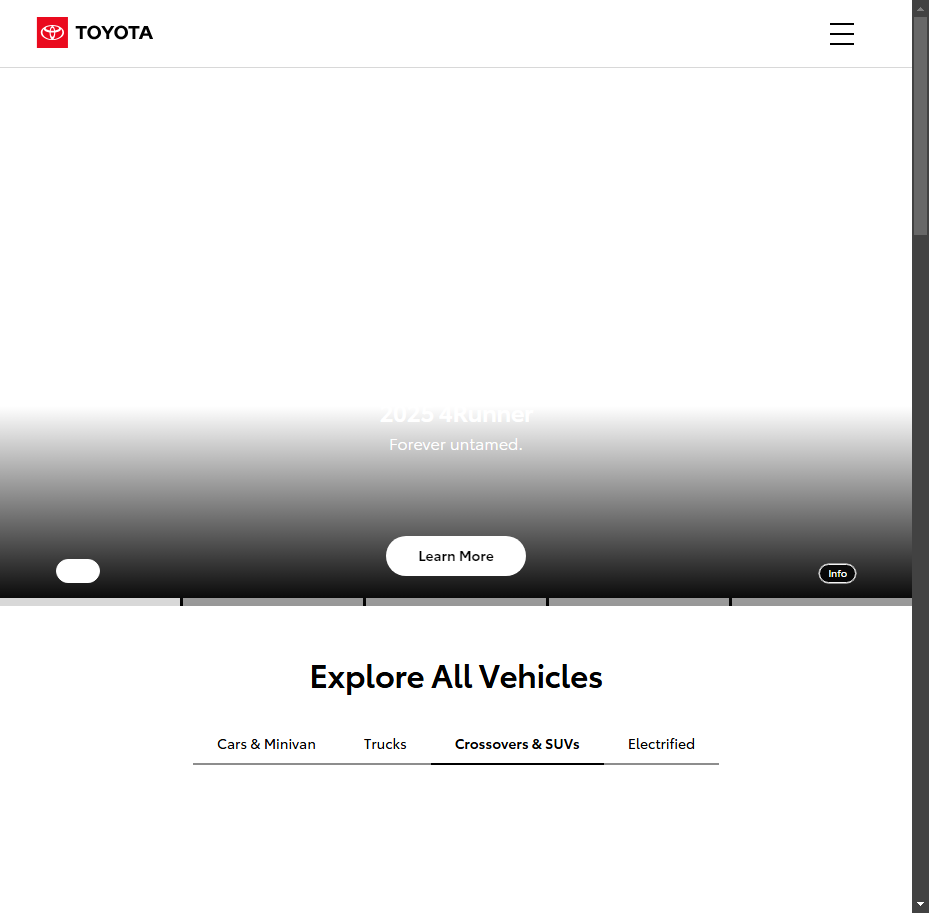 TOYOTA
2025 4Runner
Forever untamed.
Learn More
Info
Explore All Vehicles
Cars & Minivan
Trucks
Crossovers & SUVs
Electrified